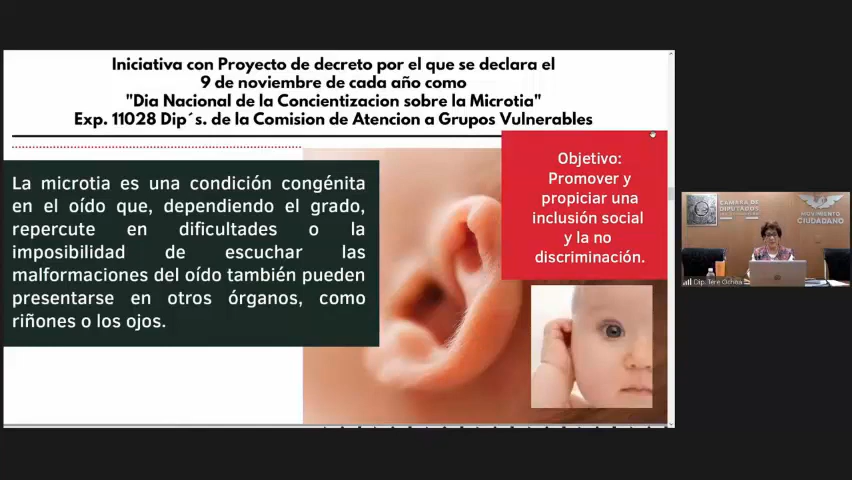 Iniciativa con Proyecto de decreto por el que se declara el
9 de noviembre de cada año como
"Dia Nacional de la Concientizacion sobre la Microtia"
Exp. 11028 Dip´s. de la Comision de Atencion a Grupos Vulnerables
Objetivo:
Promover y
propiciar una
inclusión social
y la no
discriminación.
La microtia es una condición congénita
en el oído que, dependiendo el grado,
repercute en dificultades o la
imposibilidad de escuchar las
malformaciones del oído también pueden
presentarse en otros órganos, como
riñones o los ojos.
CÁMARA DE
DIPUTADOS
MOVIMIENTO
CIUDADANO
Dip. Tere Ochoa